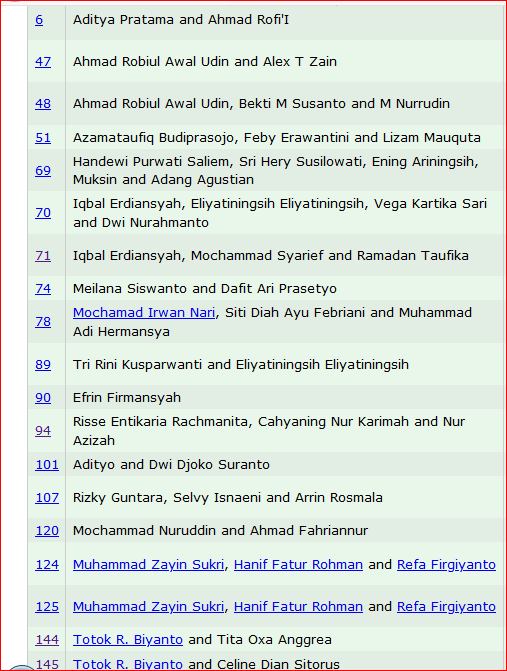 6 Aditya Pratama and Ahmad Rofi'I
47 Ahmad Robiul Awal Udin and Alex T Zain
48 Ahmad Robiul Awal Udin, Bekti M Susanto and M Nurrudin
51 Azamataufiq Budiprasojo, Feby Erawantini and Lizam Mauquta
69 Handewi Purwati Saliem, Sri Hery Susilowati, Ening Ariningsih,
Muksin and Adang Agustian
70 Iqbal Erdiansyah, Eliyatiningsih Eliyatiningsih, Vega Kartika Sari
and Dwi Nurahmanto
71 Iqbal Erdiansyah, Mochammad Syarief and Ramadan Taufika
74 Meilana Siswanto and Dafit Ari Prasetyo
78 Mochamad Irwan Nari, Siti Diah Ayu Febriani and Muhammad
Adi Hermansya
89 Tri Rini Kusparwanti and Eliyatiningsih Eliyatiningsih
90 Efrin Firmansyah
94 Risse Entikaria Rachmanita, Cahyaning Nur Karimah and Nur
Azizah
101 Adityo and Dwi Djoko Suranto
107 Rizky Guntara, Selvy Isnaeni and Arrin Rosmala
120 Mochammad Nuruddin and Ahmad Fahriannur
124 Muhammad Zayin Sukri, Hanif Fatur Rohman and Refa Firgiyanto
125 Muhammad Zayin Sukri, Hanif Fatur Rohman and Refa Firgiyanto
144 Totok R. Biyanto and Tita Oxa Anggrea
145 Totok R. Biyanto and Celine Dian Sitorus